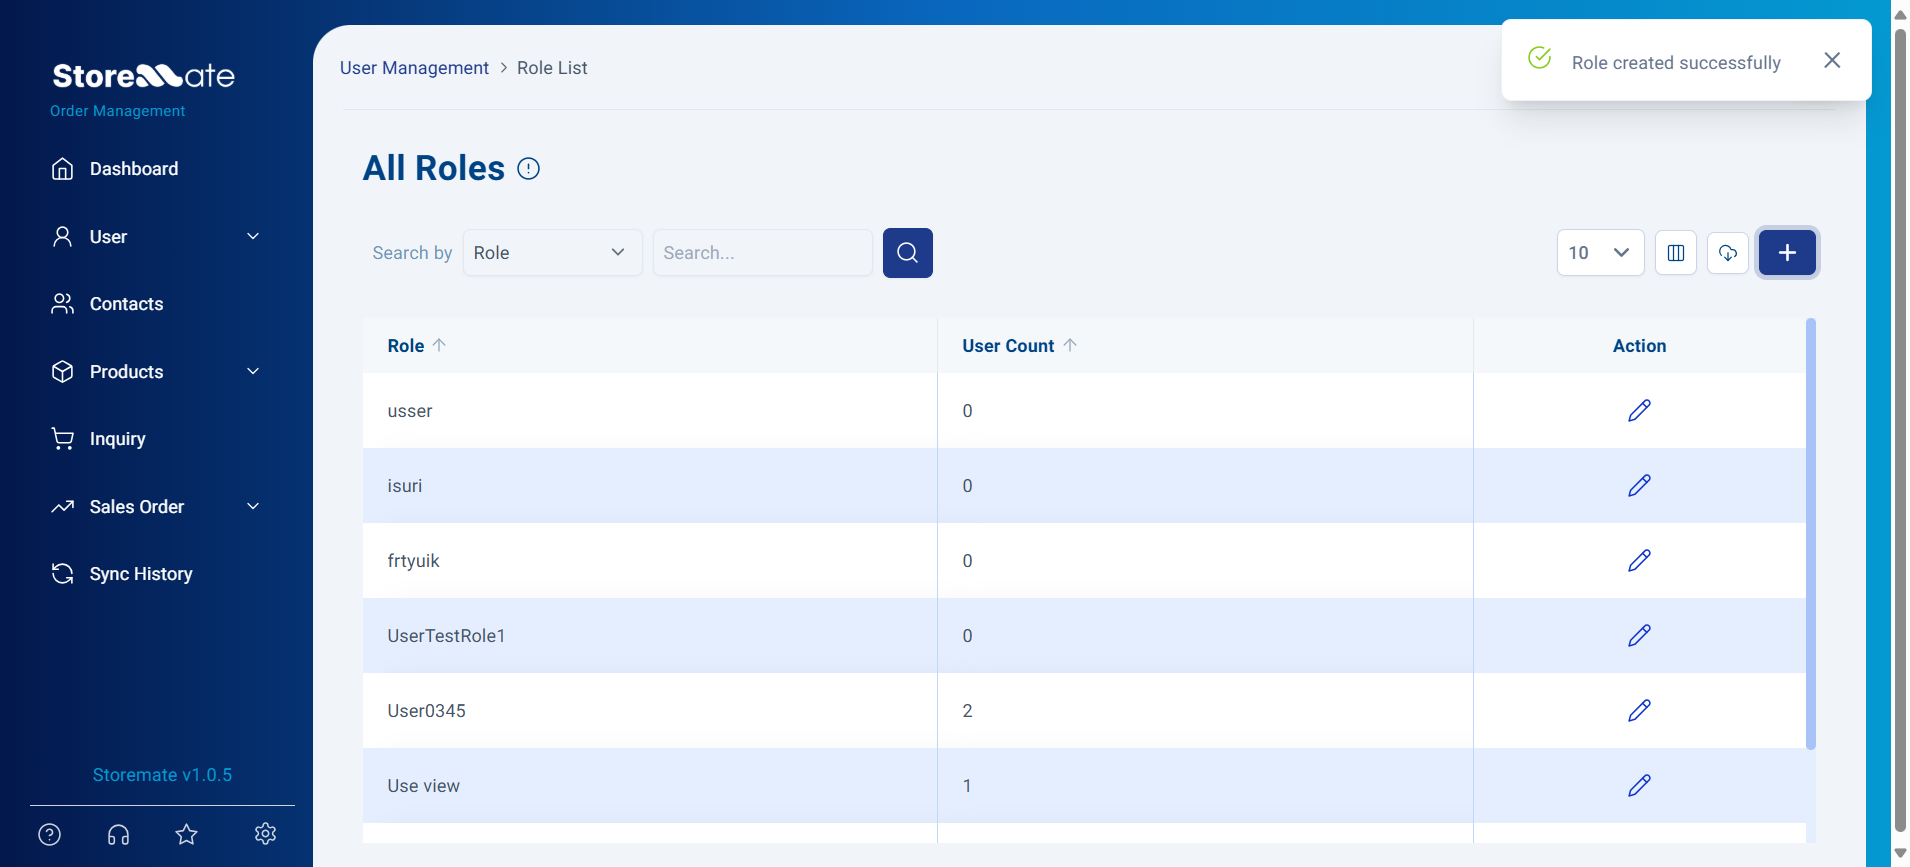 StoreMate
Order Management
Dashboard
User
Contacts
Products
Inquiry
Sales Order
Sync History
Storemate v1.0.5
User Management > Role List
Role created successfully
All Roles
Search by Role Search... 10
Role User Count Action
usser 0
isuri 0
frtyuik 0
UserTestRole1 0
User0345 2
Use view 1